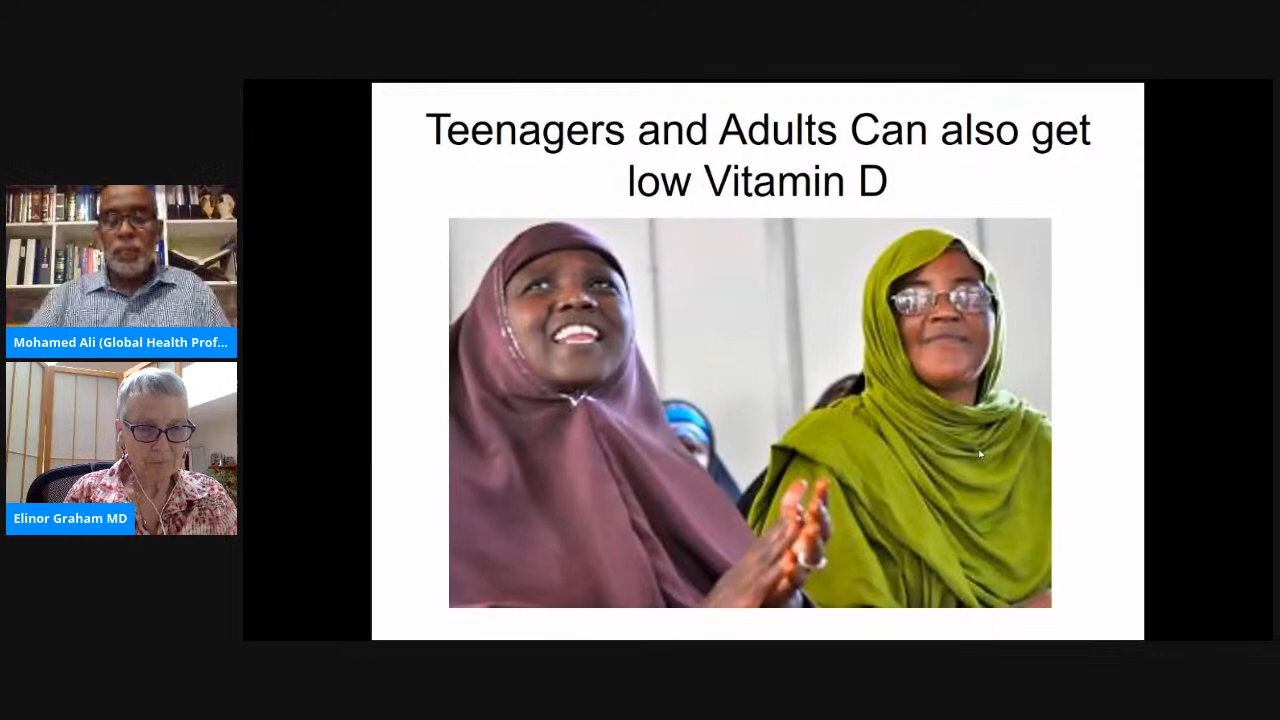 Teenagers and Adults Can also get
low Vitamin D
Mohamed Ali (Global Health Prof...
Elinor Graham MD